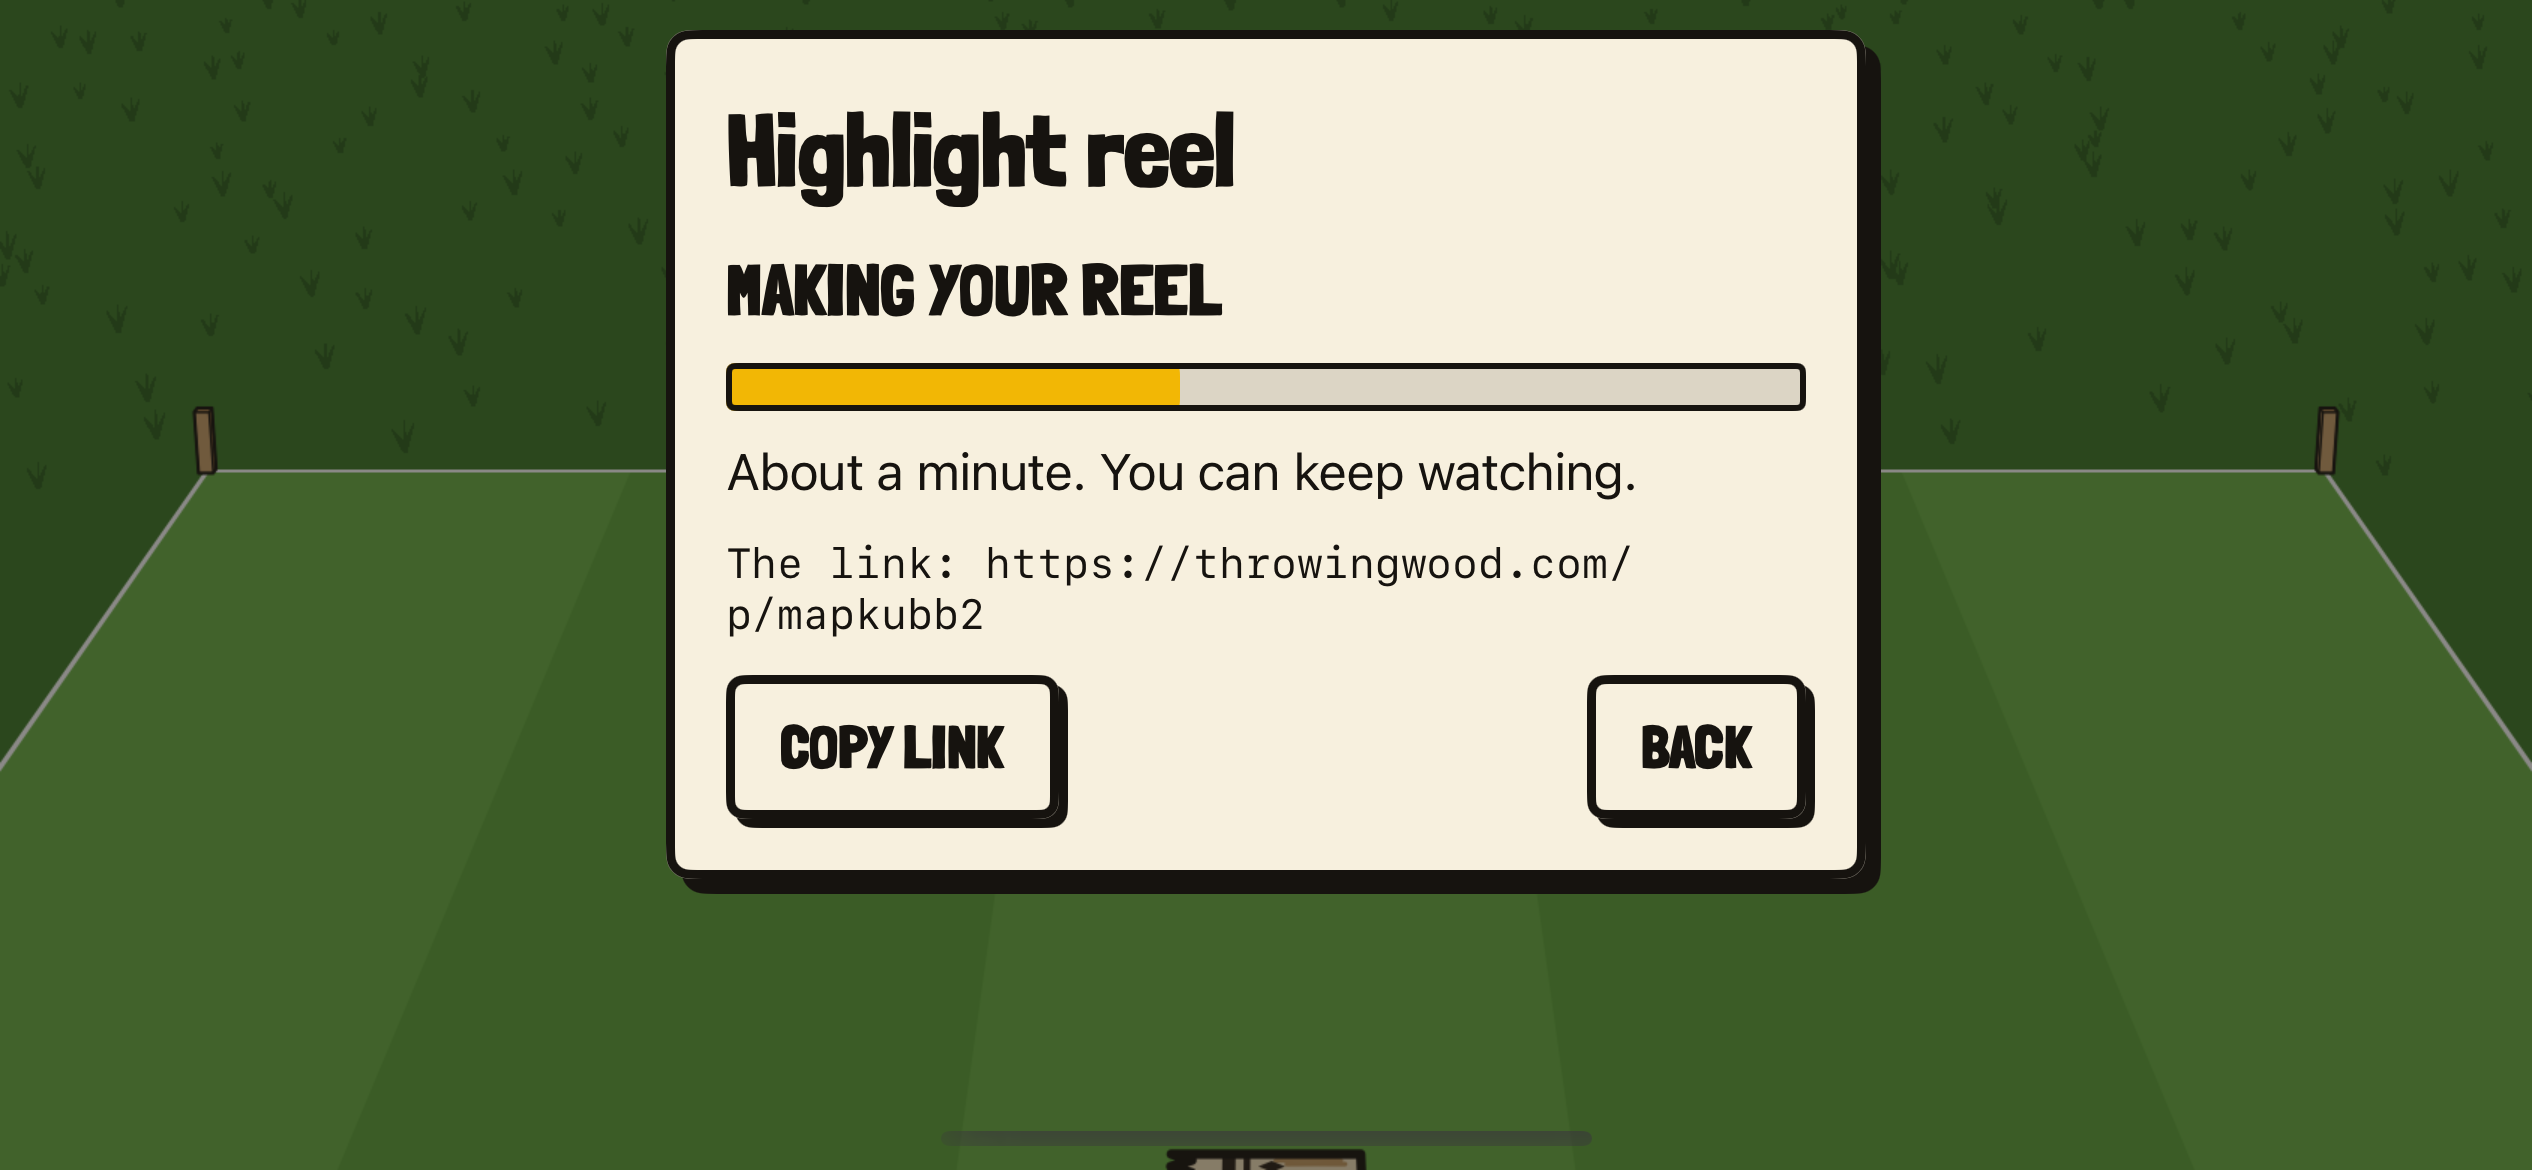 Highlight reel
MAKING YOUR REEL
About a minute. You can keep watching.
The link: https://throwingwood.com/
p/mapkubb2
COPY LINK
BACK